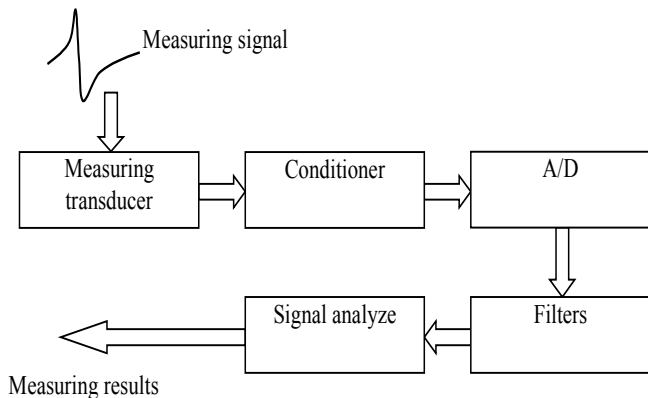 Measuring signal
Measuring
transducer
Conditioner
A/D
Signal analyze
Filters
Measuring results